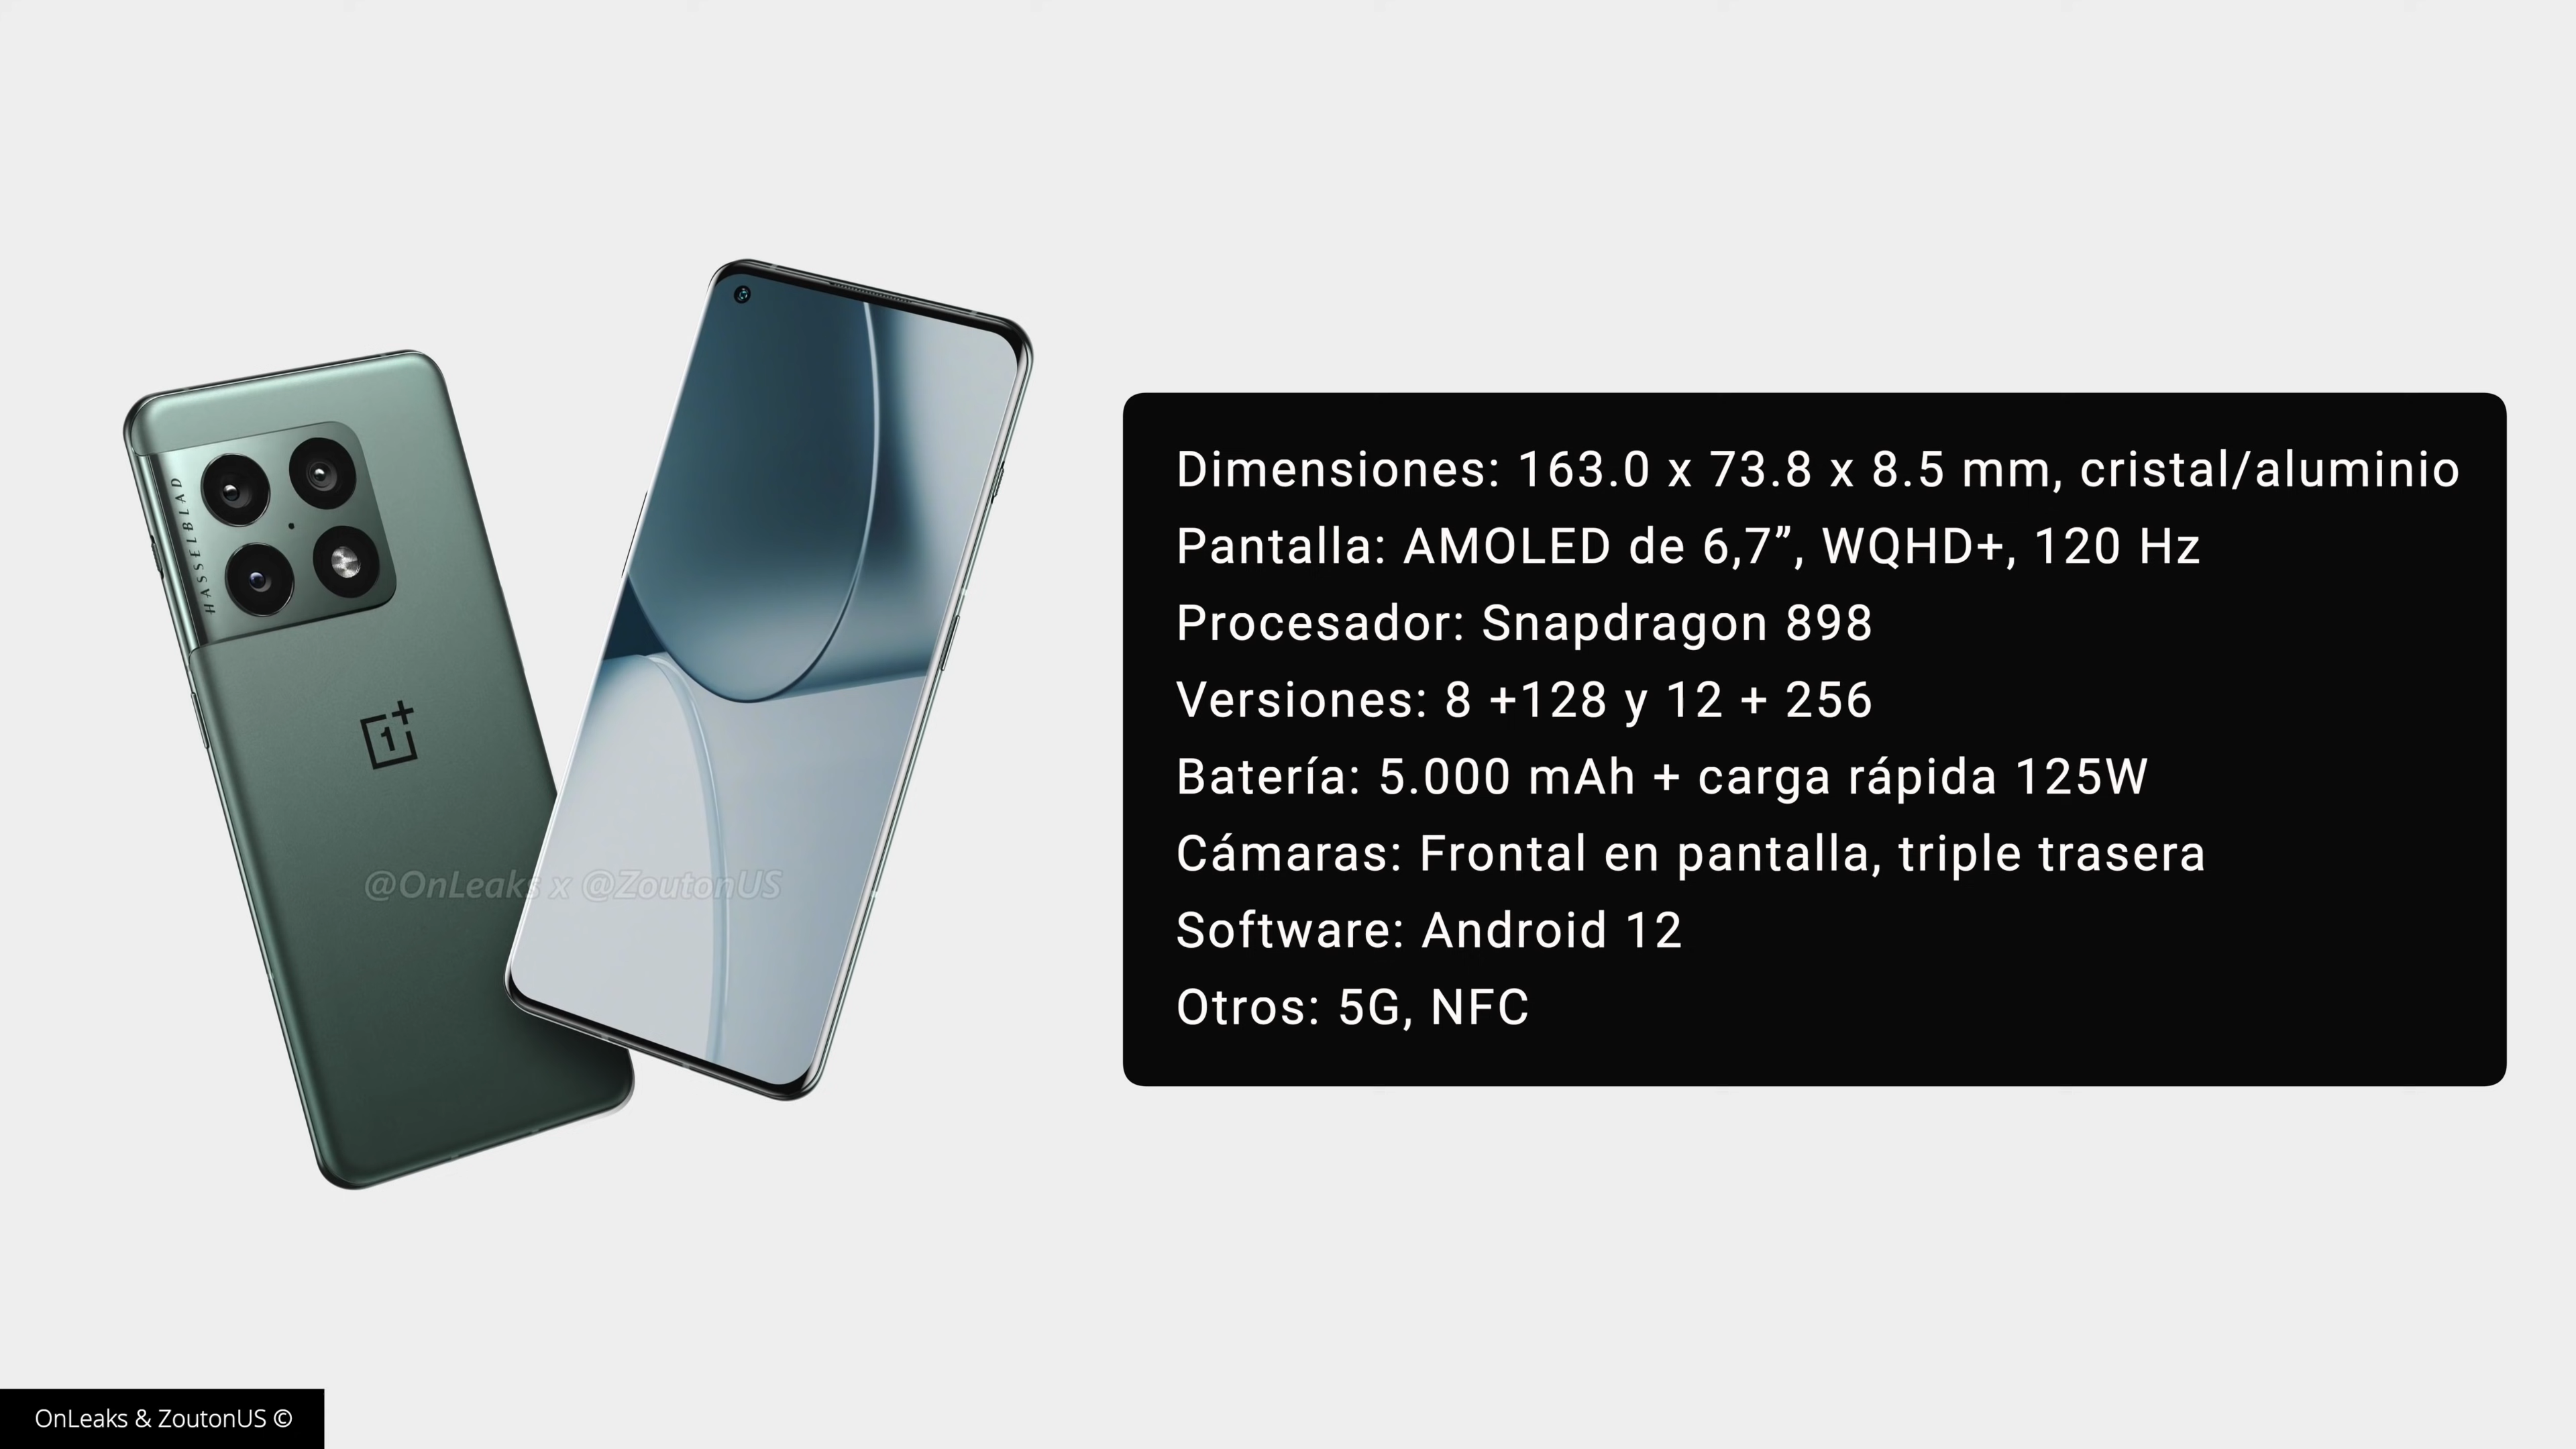 HASSELBLAD
1+
@OnLeaks x @ZoutonUS
Dimensiones: 163.0 x 73.8 x 8.5 mm, cristal/aluminio
Pantalla: AMOLED de 6,7”, WQHD+, 120 Hz
Procesador: Snapdragon 898
Versiones: 8 +128 y 12 + 256
Batería: 5.000 mAh + carga rápida 125W
Cámaras: Frontal en pantalla, triple trasera
Software: Android 12
Otros: 5G, NFC
OnLeaks & ZoutonUS ©